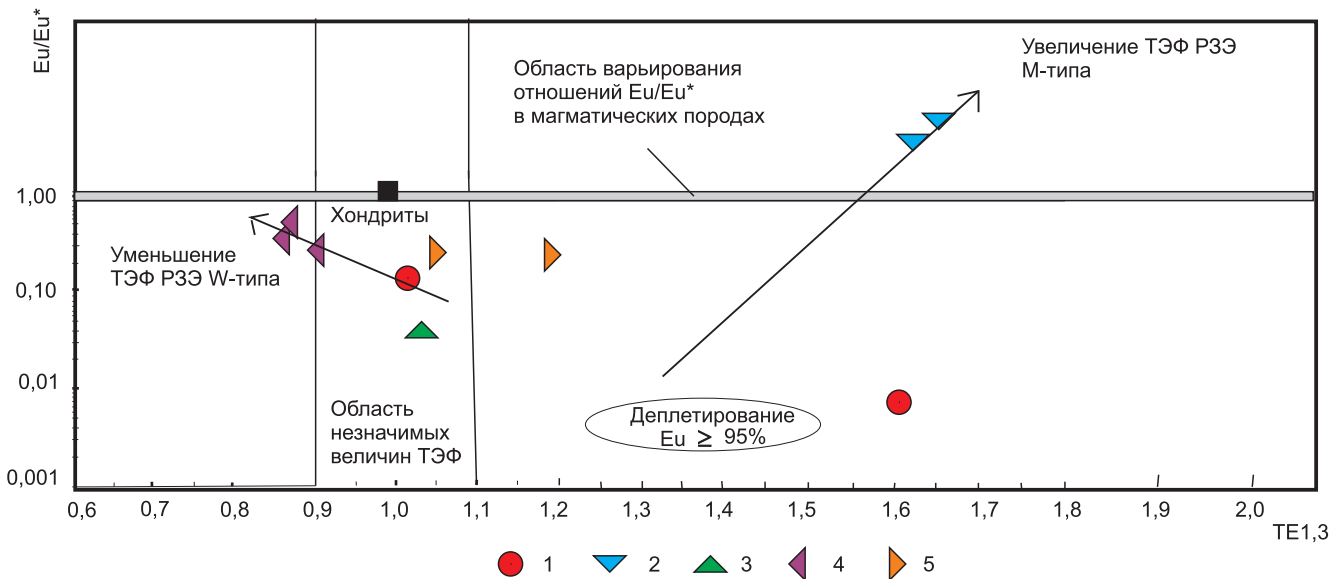 Eu/Eu*
Увеличение ТЭФ РЗЭ
М-типа
Область варьирования
отношений Eu/Eu*
в магматических породах
1,00
Хондриты
Уменьшение
ТЭФ РЗЭ W-типа
0,10
0,01
Область
незначимых
величин ТЭФ
Деплетирование
Eu ≥ 95%
0,001
0,6 0,7 0,8 0,9 1,0 1,1 1,2 1,3 1,4 1,5 1,6 1,7 1,8 1,9 2,0
TE1,3
1 2 3 4 5